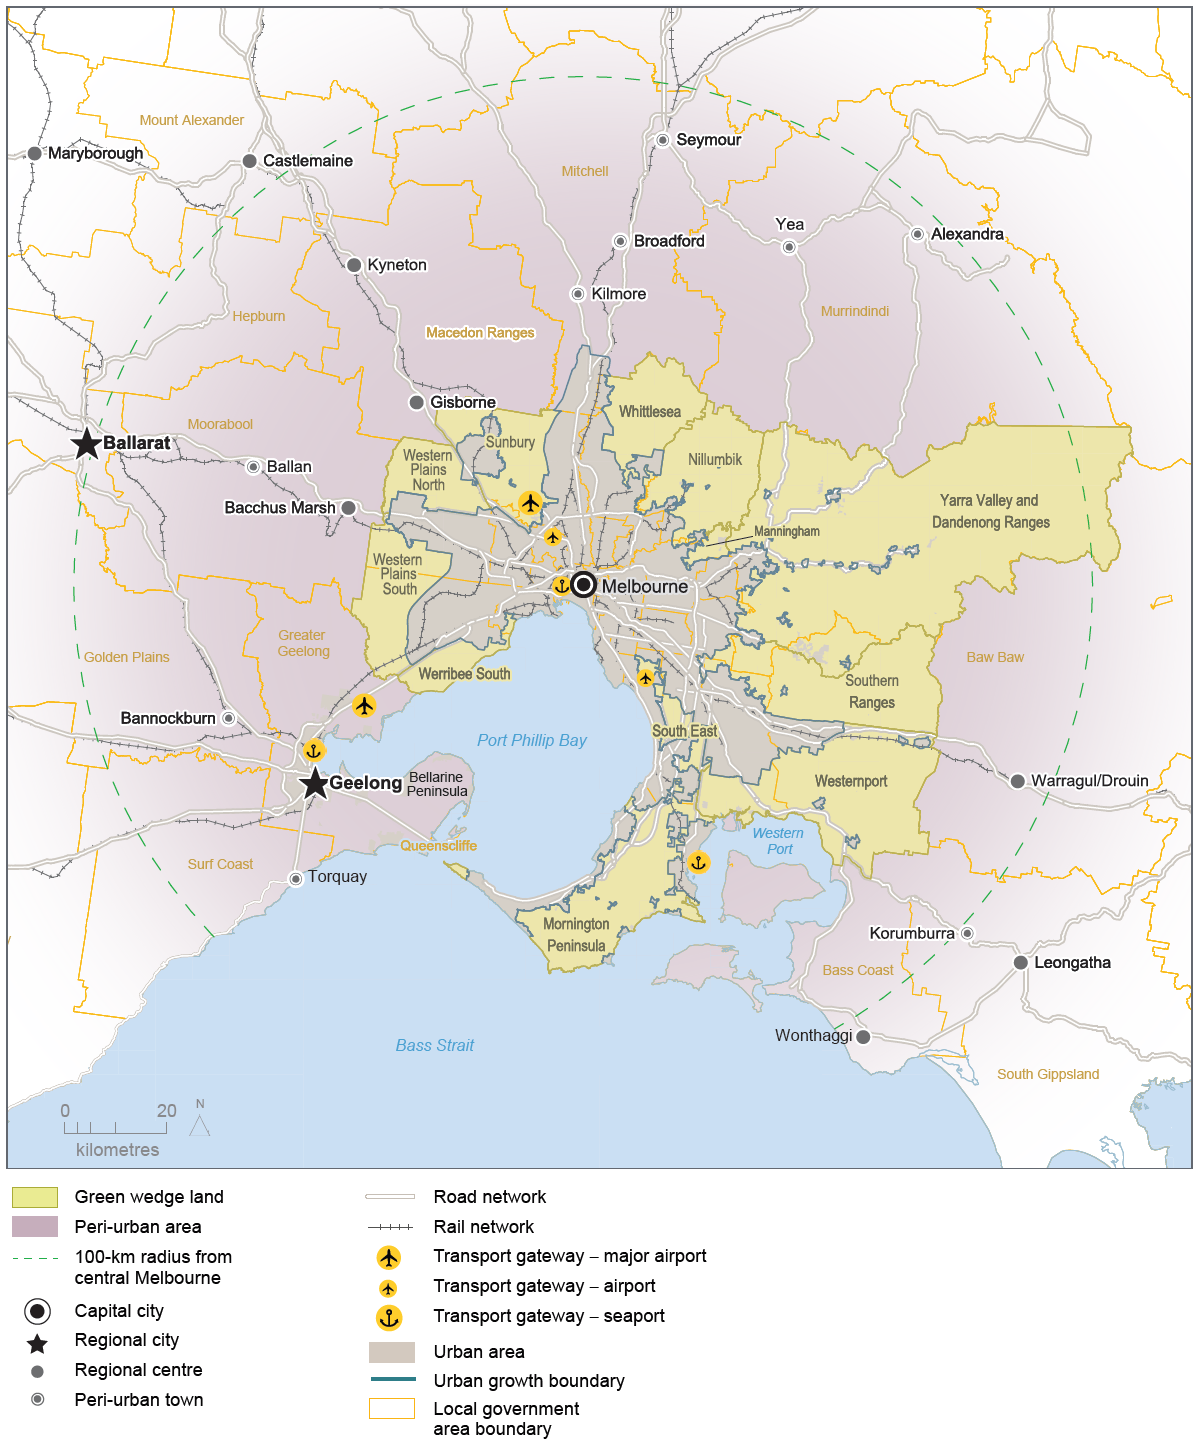 Mount Alexander
Maryborough
Castlemaine
Seymour
Mitchell
Yea
Alexandra
Broadford
Kyneton
Kilmore
Hepburn
Macedon Ranges
Murrindindi
Gisborne
Whittlesea
Moorabool
Ballarat
Sunbury
Western
Plains
North
Nillumbik
Ballan
Bacchus Marsh
Yarra Valley and
Dandenong Ranges
Manningham
Western
Plains
South
Melbourne
Greater
Geelong
Golden Plains
Baw Baw
Werribee South
Southern
Ranges
Bannockburn
South East
Port Phillip Bay
Geelong
Bellarine
Peninsula
Westernport
Warragul/Drouin
Western
Port
Queenscliffe
Surf Coast
Torquay
Mornington
Peninsula
Korumburra
Leongatha
Bass Coast
Wonthaggi
Bass Strait
South Gippsland
0 20
N
kilometres
Green wedge land
Peri-urban area
100-km radius from
central Melbourne
Capital city
Regional city
Regional centre
Peri-urban town
Road network
Rail network
Transport gateway – major airport
Transport gateway – airport
Transport gateway – seaport
Urban area
Urban growth boundary
Local government
area boundary